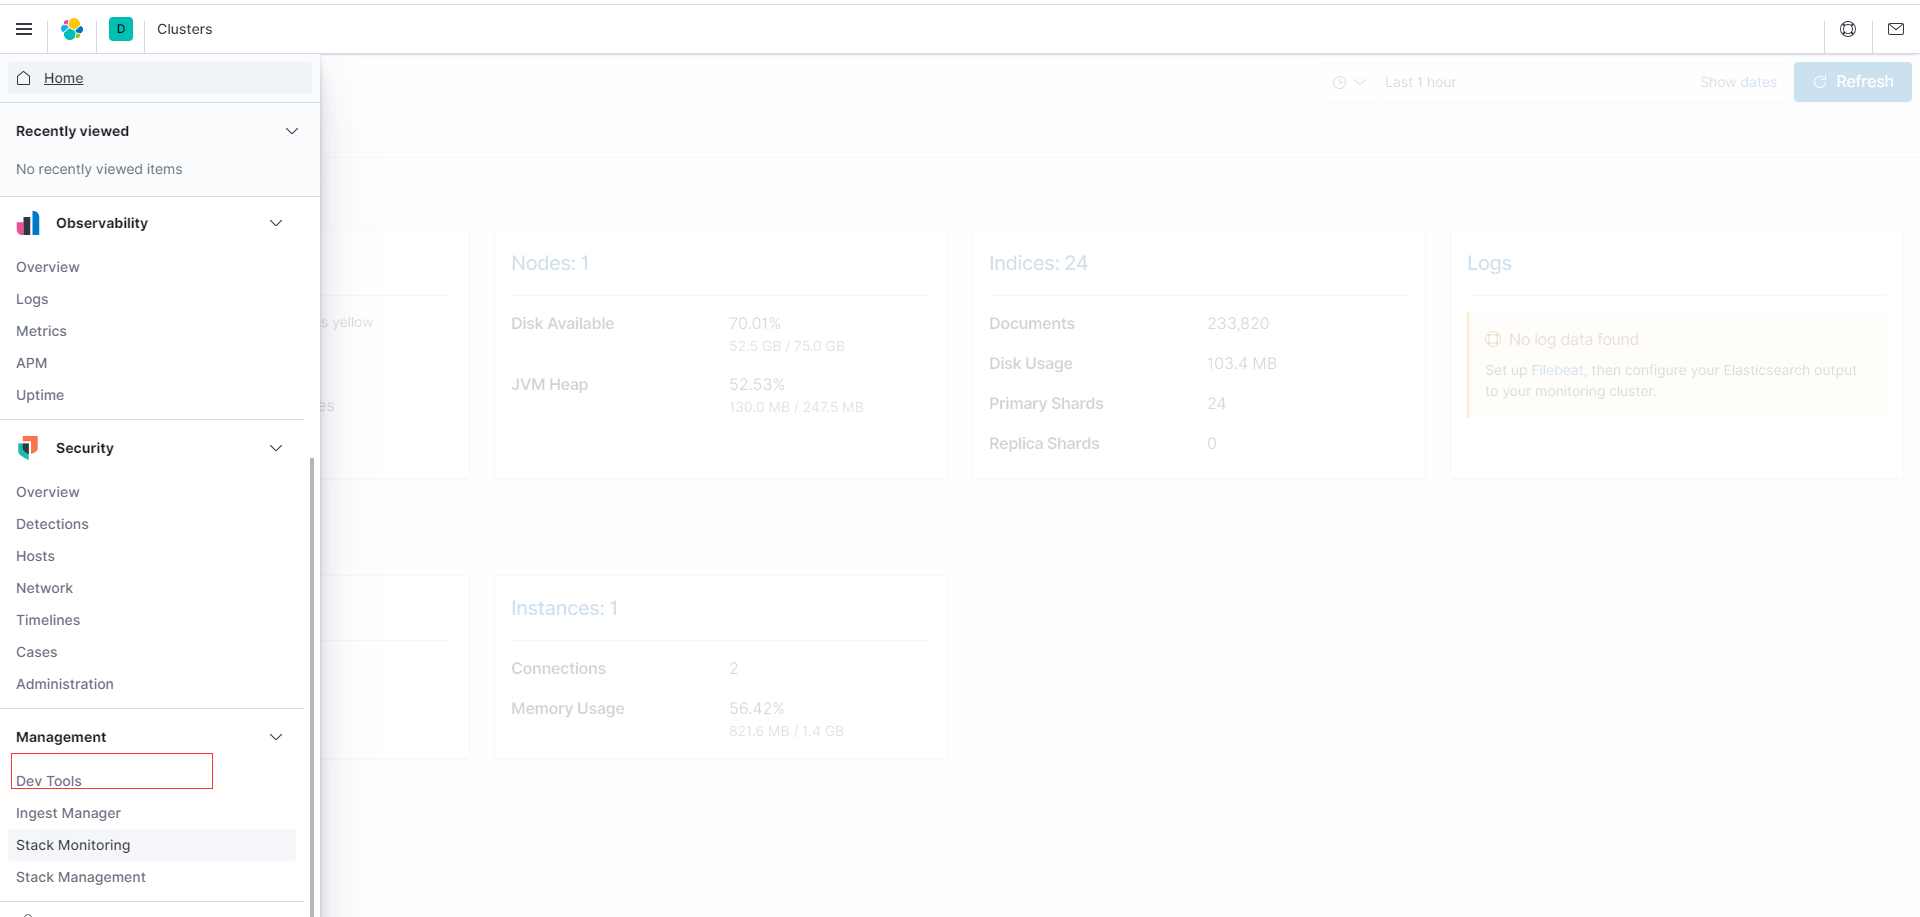 D
Clusters
Home
Last 1 hour
Show dates
Refresh
Recently viewed
No recently viewed items
Observability
Overview
Logs
Metrics
APM
Uptime
Security
Overview
Detections
Hosts
Network
Timelines
Cases
Administration
Management
Dev Tools
Ingest Manager
Stack Monitoring
Stack Management
s yellow
es
Nodes: 1
Disk Available 70.01%
52.5 GB / 75.0 GB
JVM Heap 52.53%
130.0 MB / 247.5 MB
Indices: 24
Documents 233,820
Disk Usage 103.4 MB
Primary Shards 24
Replica Shards 0
Logs
No log data found
Set up Filebeat, then configure your Elasticsearch output
to your monitoring cluster.
Instances: 1
Connections 2
Memory Usage 56.42%
821.6 MB / 1.4 GB